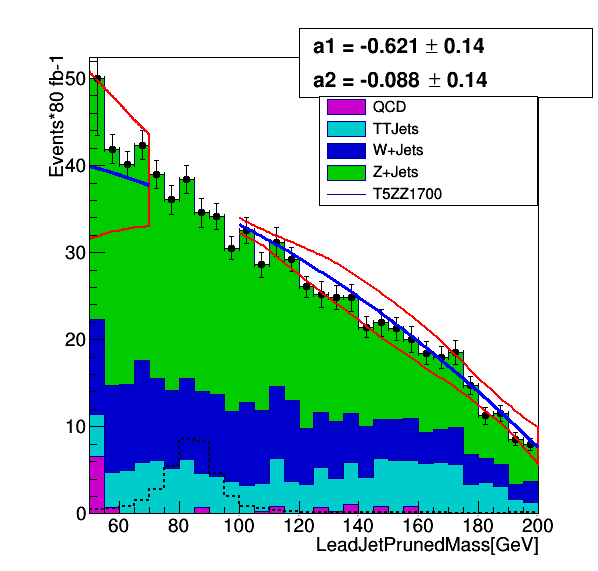 a1 = -0.621 ± 0.14
a2 = -0.088 ± 0.14
Events*80 fb-1
QCD
TTJets
W+Jets
Z+Jets
T5ZZ1700
50
40
30
20
10
0
60 80 100 120 140 160 180 200
LeadJetPrunedMass[GeV]